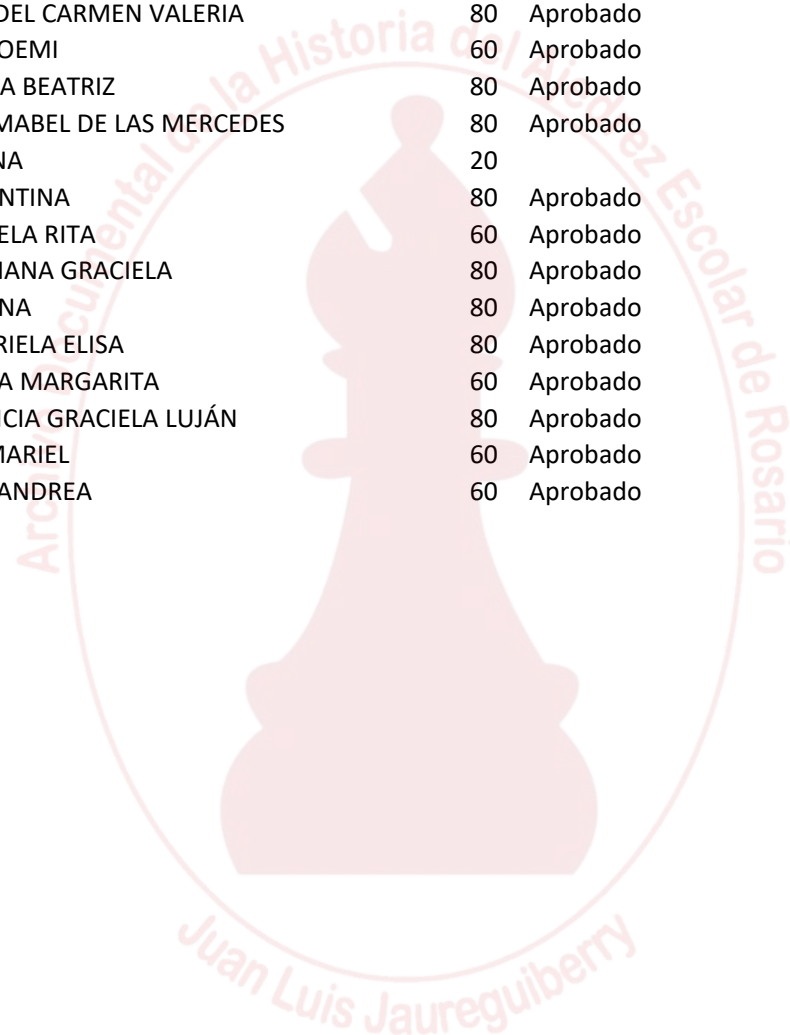 DEL CARMEN VALERIA 80 Aprobado
OEMI 60 Aprobado
A BEATRIZ 80 Aprobado
MABEL DE LAS MERCEDES 80 Aprobado
NA 20
NTINA 80 Aprobado
ELA RITA 60 Aprobado
IANA GRACIELA 80 Aprobado
NA 80 Aprobado
RIELA ELISA 80 Aprobado
A MARGARITA 60 Aprobado
ICIA GRACIELA LUJÁN 80 Aprobado
MARIEL 60 Aprobado
ANDREA 60 Aprobado
Archivo Documental de la Historia del Ajedrez Escolar de Rosario
Juan Luis Jaureguiberry